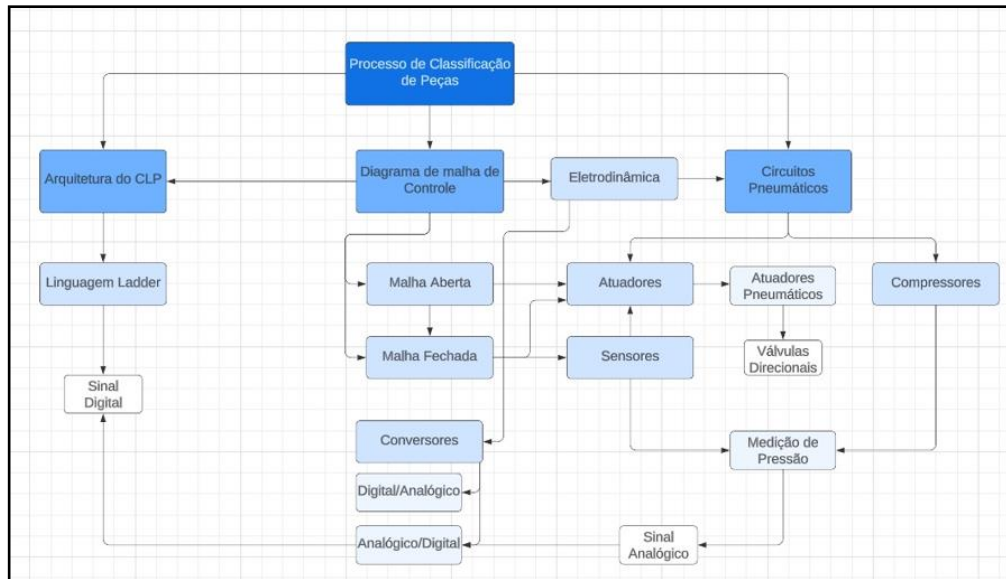 Processo de Classificação
de Peças
Arquitetura do CLP
Diagrama de malha de
Controle
Eletrodinâmica
Circuitos
Pneumáticos
Linguagem Ladder
Malha Aberta
Atuadores
Atuadores
Pneumáticos
Compressores
Malha Fechada
Sensores
Válvulas
Direcionais
Sinal
Digital
Conversores
Medição de
Pressão
Digital/Analógico
Analógico/Digital
Sinal
Analógico